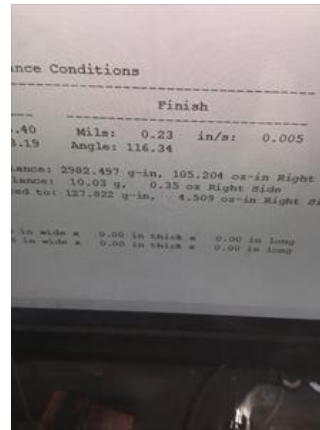 ance Conditions
Finish
.40 Mils: 0.23 in/s: 0.005
.19 Angle: 116.34
iance: 2982.497 g-in, 105.204 oz-in Right
iance: 10.03 g, 0.35 oz Right Side
ed to: 127.822 g-in, 4.509 oz-in Right Si
in wide x 0.00 in thick x 0.00 in long
in wide x 0.00 in thick x 0.00 in long